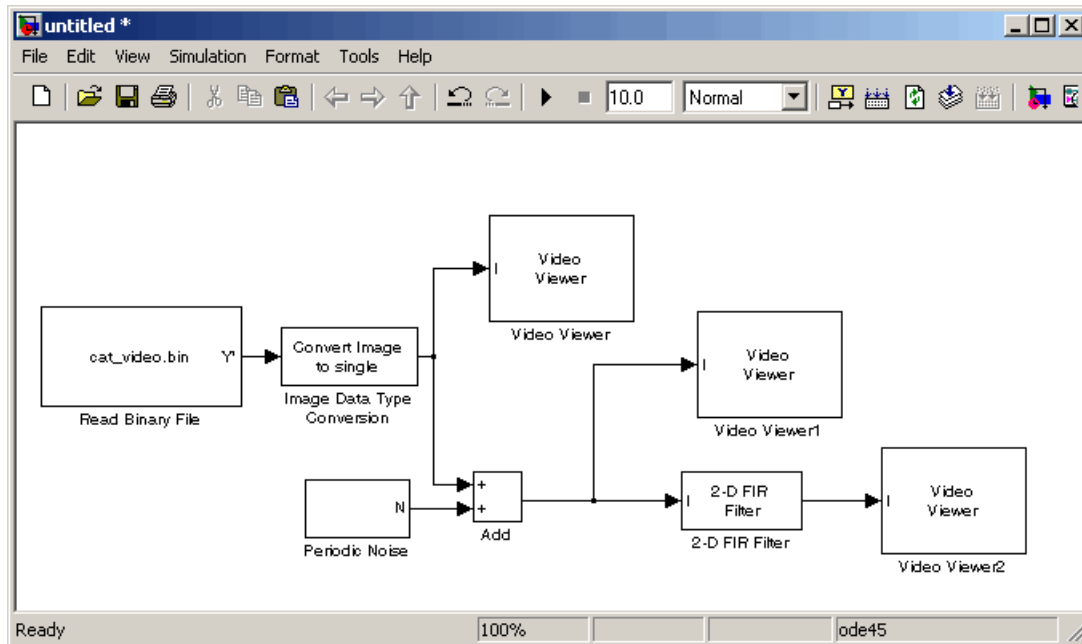 untitled *
File Edit View Simulation Format Tools Help
10.0 Normal
Video
Viewer
I
Video Viewer
cat_video.bin Y'
Read Binary File
Convert Image
to single
Image Data Type
Conversion
Video
Viewer
I
Video Viewer1
N
Periodic Noise
+
+
Add
I
2-D FIR
Filter
2-D FIR Filter
Video
Viewer
I
Video Viewer2
Ready 100% ode45